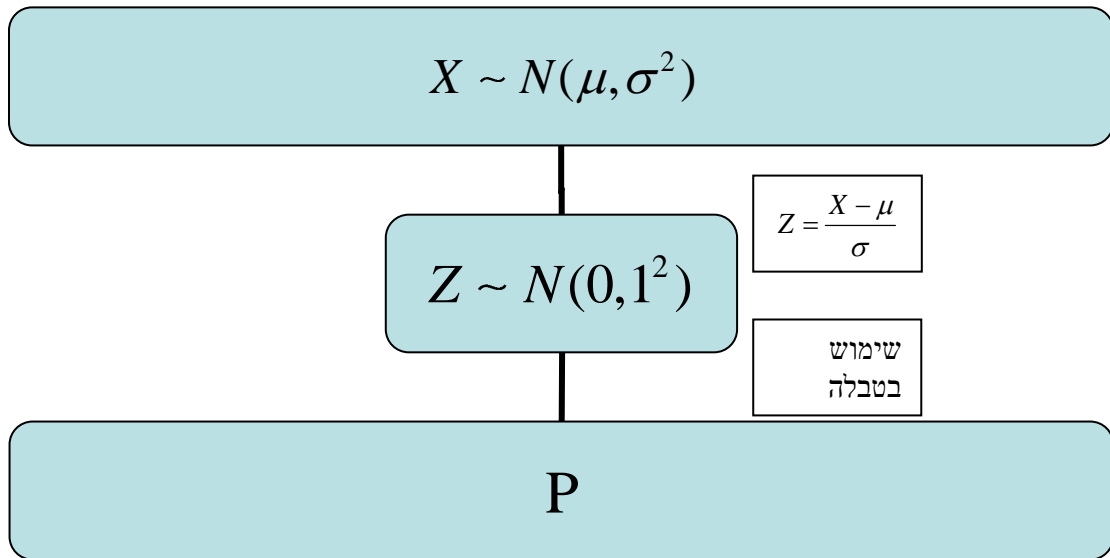 X ~ N(μ, σ²)
Z = (X − μ) / σ
Z ~ N(0, 1²)
שימוש
בטבלה
P